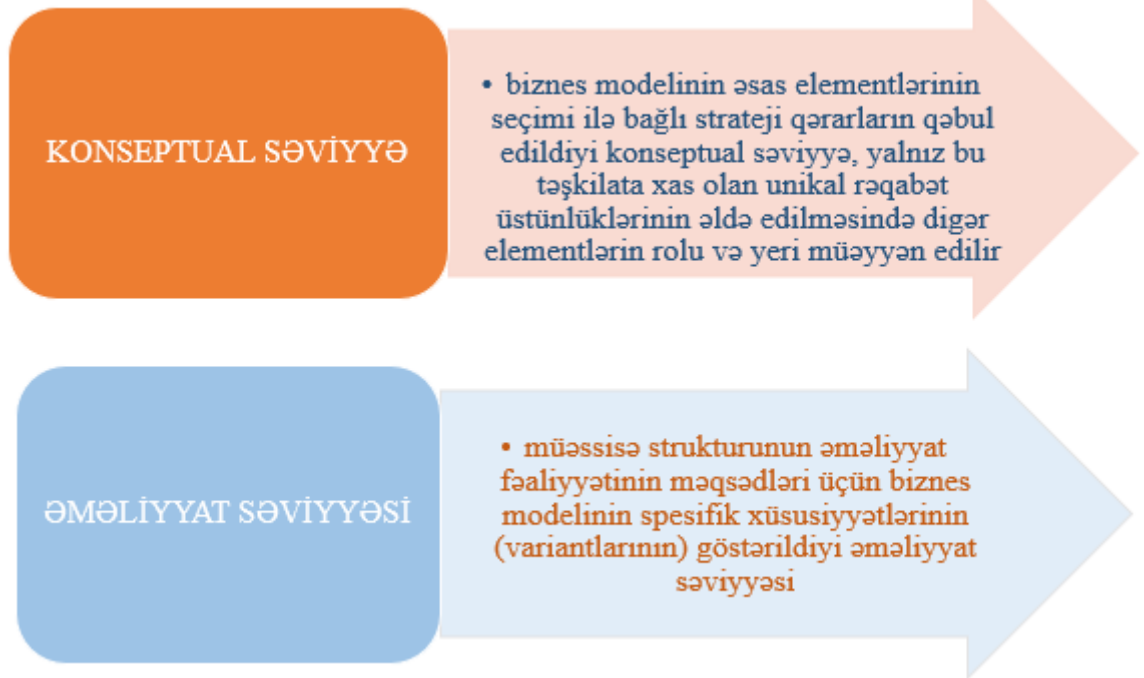 KONSEPTUAL SƏVİYYƏ
• biznes modelinin əsas elementlərinin
seçimi ilə bağlı strateji qərarların qəbul
edildiyi konseptual səviyyə, yalnız bu
təşkilata xas olan unikal rəqabət
üstünlüklərinin əldə edilməsində digər
elementlərin rolu və yeri müəyyən edilir
ƏMƏLİYYAT SƏVİYYƏSİ
• müəssisə strukturunun əməliyyat
fəaliyyətinin məqsədləri üçün biznes
modelinin spesifik xüsusiyyətlərinin
(variantlarının) göstərildiyi əməliyyat
səviyyəsi